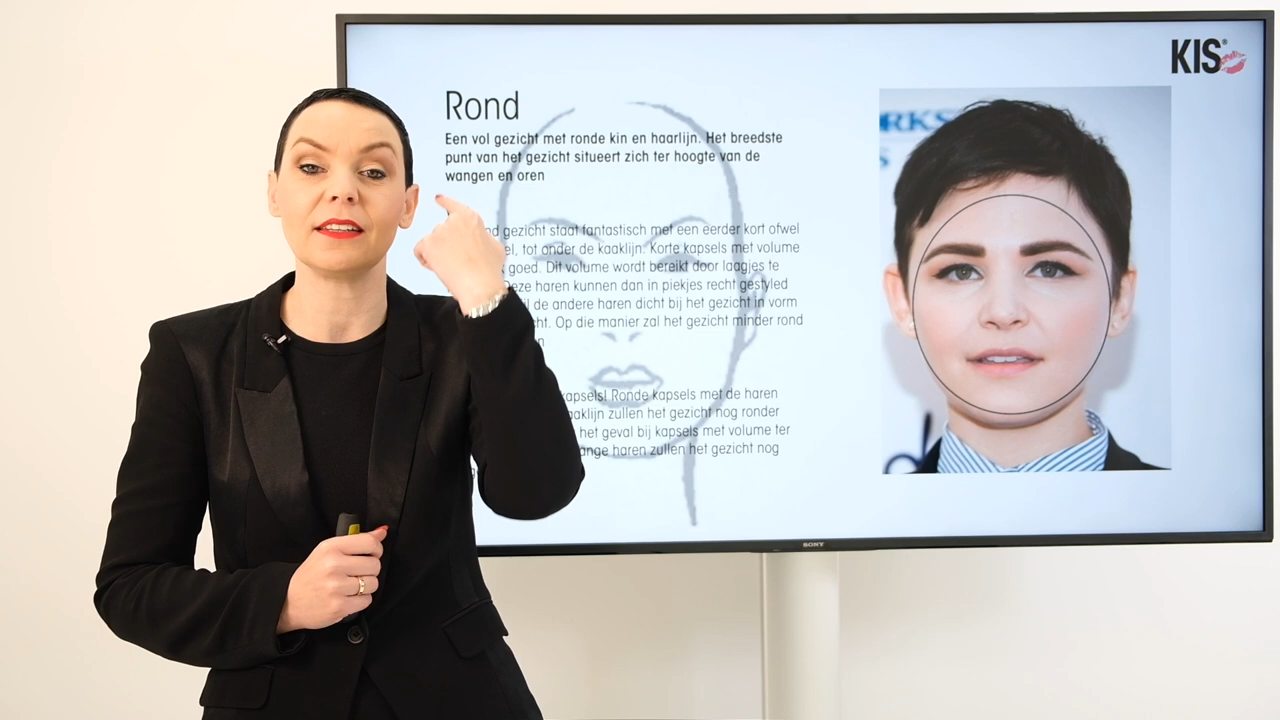 KIS®
Rond
Een vol gezicht met ronde kin en haarlijn. Het breedste
punt van het gezicht situeert zich ter hoogte van de
wangen en oren
gezicht staat fantastisch met een eerder kort ofwel
tot onder de kaaklijn. Korte kapsels met volume
goed. Dit volume wordt bereikt door laagjes te
Deze haren kunnen dan in piekjes recht gestyled
de andere haren dicht bij het gezicht in vorm
Op die manier zal het gezicht minder rond
kapsels! Ronde kapsels met de haren
zullen het gezicht nog ronder
het geval bij kapsels met volume ter
haren zullen het gezicht nog
RKS
SONY